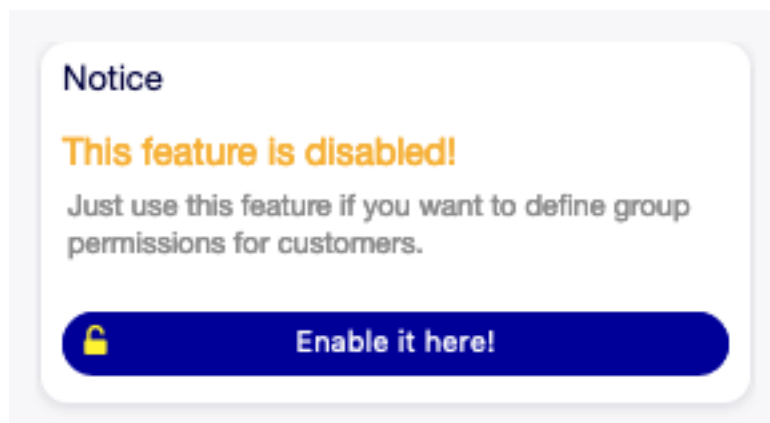 Notice
This feature is disabled!
Just use this feature if you want to define group
permissions for customers.
Enable it here!